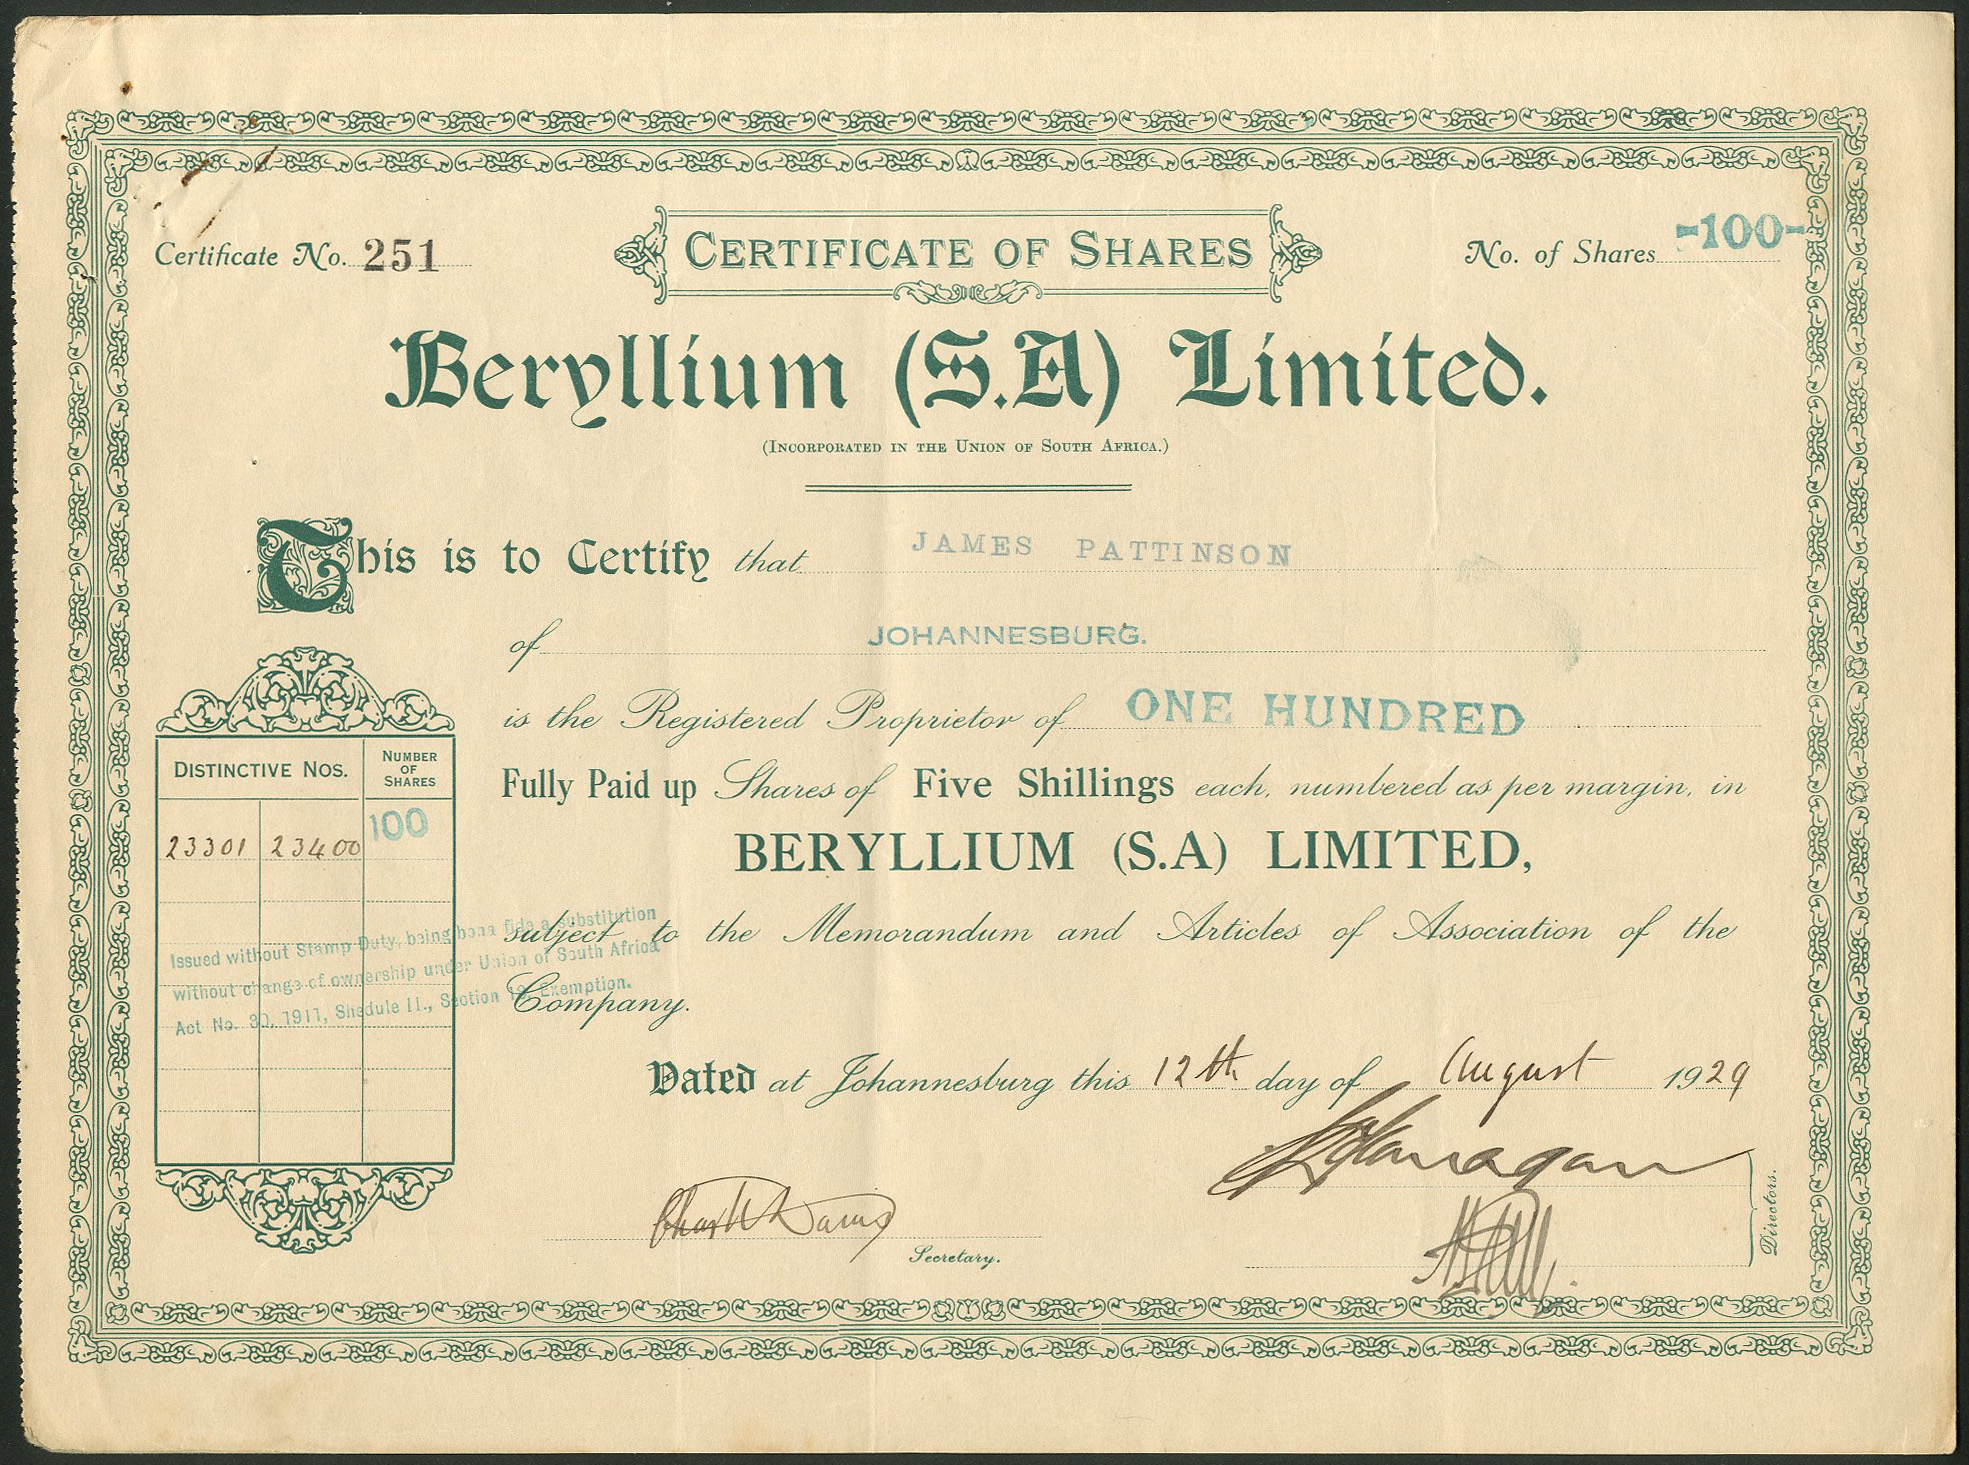 Certificate No. 251
CERTIFICATE OF SHARES
No. of Shares -100-
Beryllium (S.A) Limited.
(INCORPORATED IN THE UNION OF SOUTH AFRICA.)
This is to Certify that JAMES PATTINSON
of JOHANNESBURG.
is the Registered Proprietor of ONE HUNDRED
Fully Paid up Shares of Five Shillings each, numbered as per margin, in
BERYLLIUM (S.A) LIMITED,
subject to the Memorandum and Articles of Association of the
Company.
DISTINCTIVE NOS. NUMBER OF SHARES
23301 23400 100
Issued without Stamp Duty, being bona fide a substitution
without change of ownership under Union of South Africa
Act No. 30, 1911, Shedule II., Section 19, Exemption.
Dated at Johannesburg this 12th day of August 1929
Secretary.
Directors.